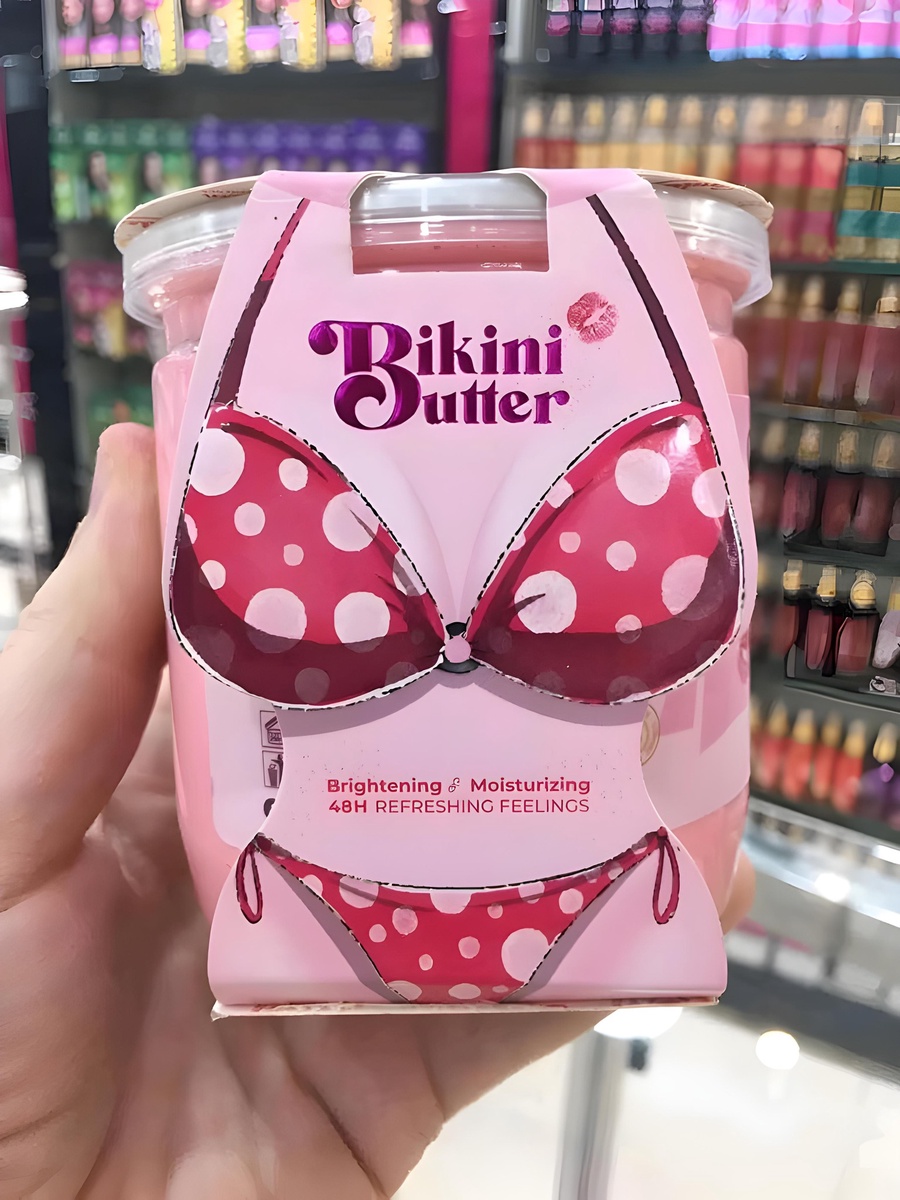 Bikini
Butter
Brightening & Moisturizing
48H REFRESHING FEELINGS